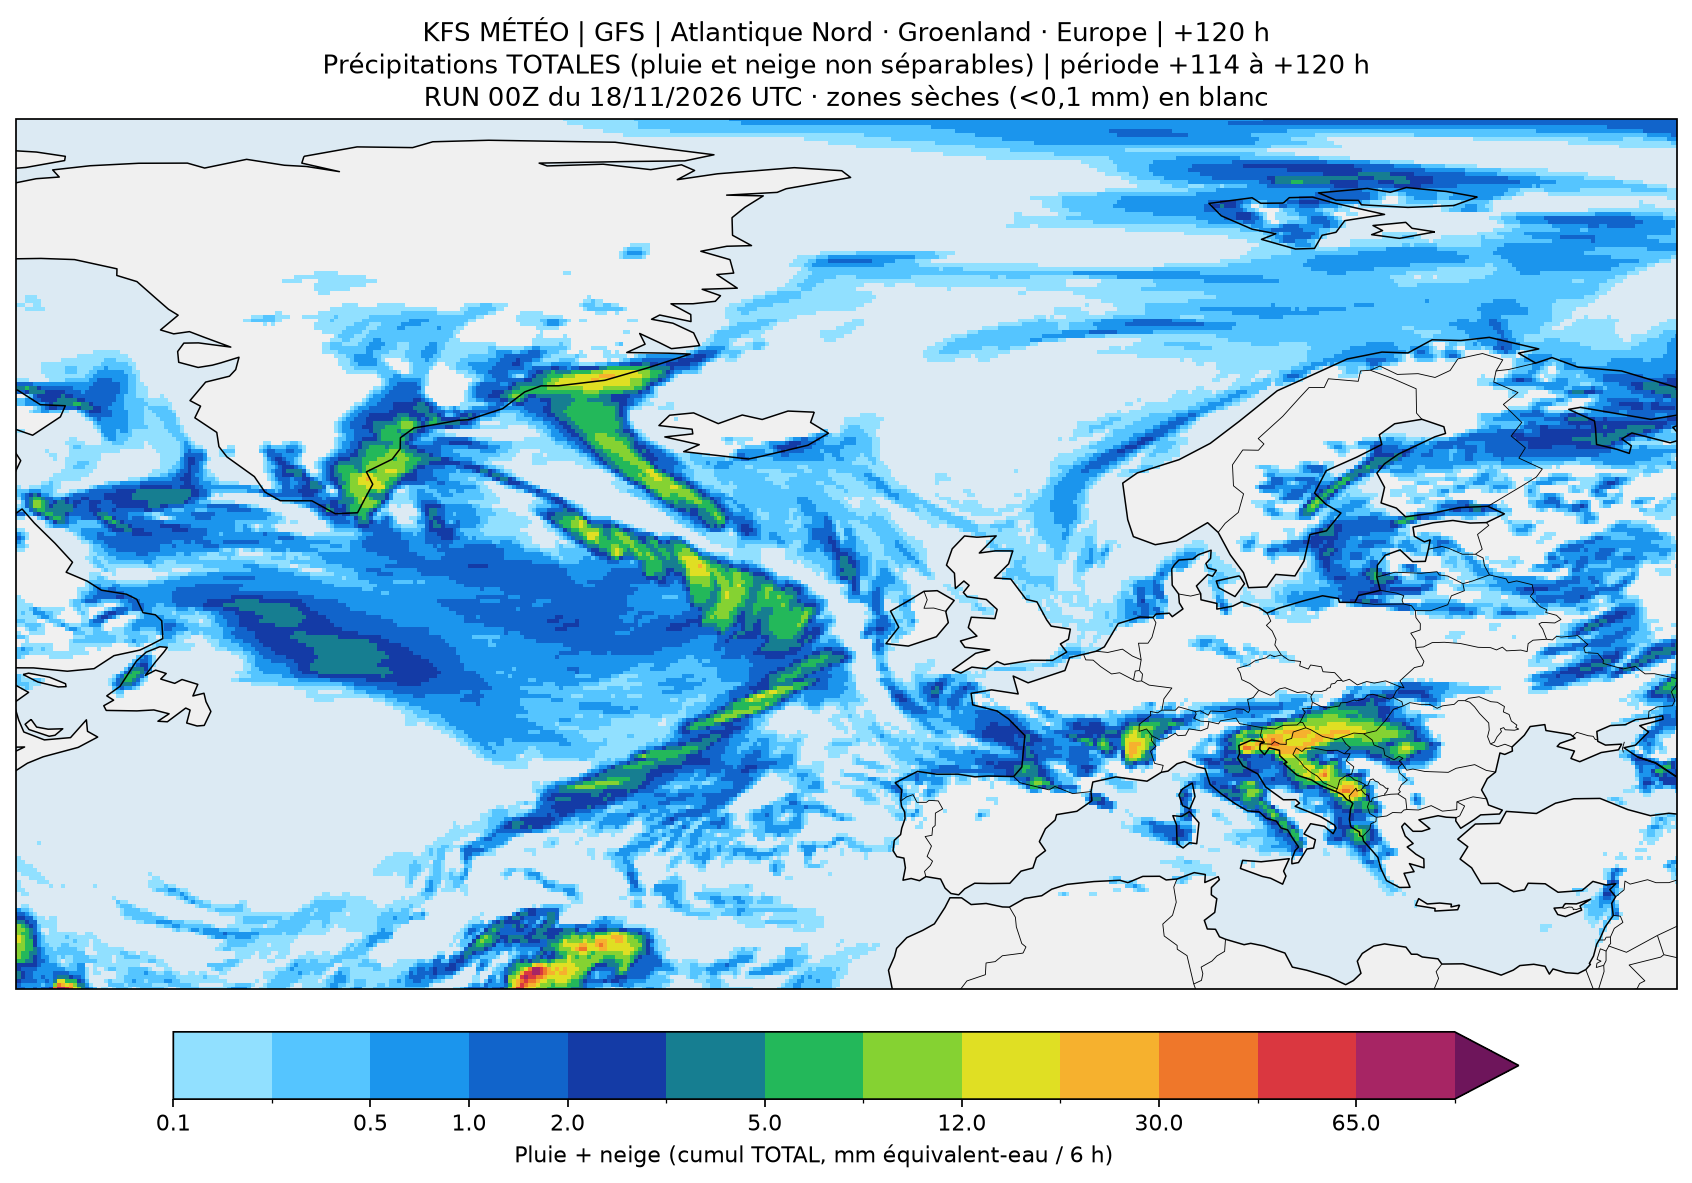 KFS MÉTÉO | GFS | Atlantique Nord · Groenland · Europe | +120 h
Précipitations TOTALES (pluie et neige non séparables) | période +114 à +120 h
RUN 00Z du 18/11/2026 UTC · zones sèches (<0,1 mm) en blanc
0.1 0.5 1.0 2.0 5.0 12.0 30.0 65.0
Pluie + neige (cumul TOTAL, mm équivalent-eau / 6 h)